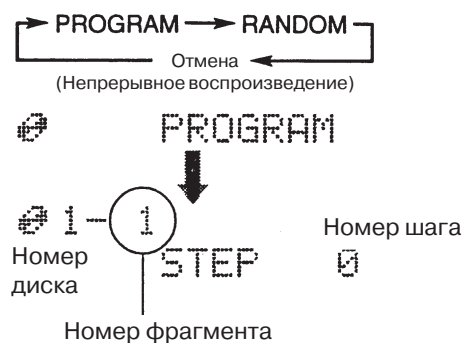 PROGRAM RANDOM
Отмена
(Непрерывное воспроизведение)
PROGRAM
1- 1
Номер шага
Номер диска
STEP 0
Номер фрагмента